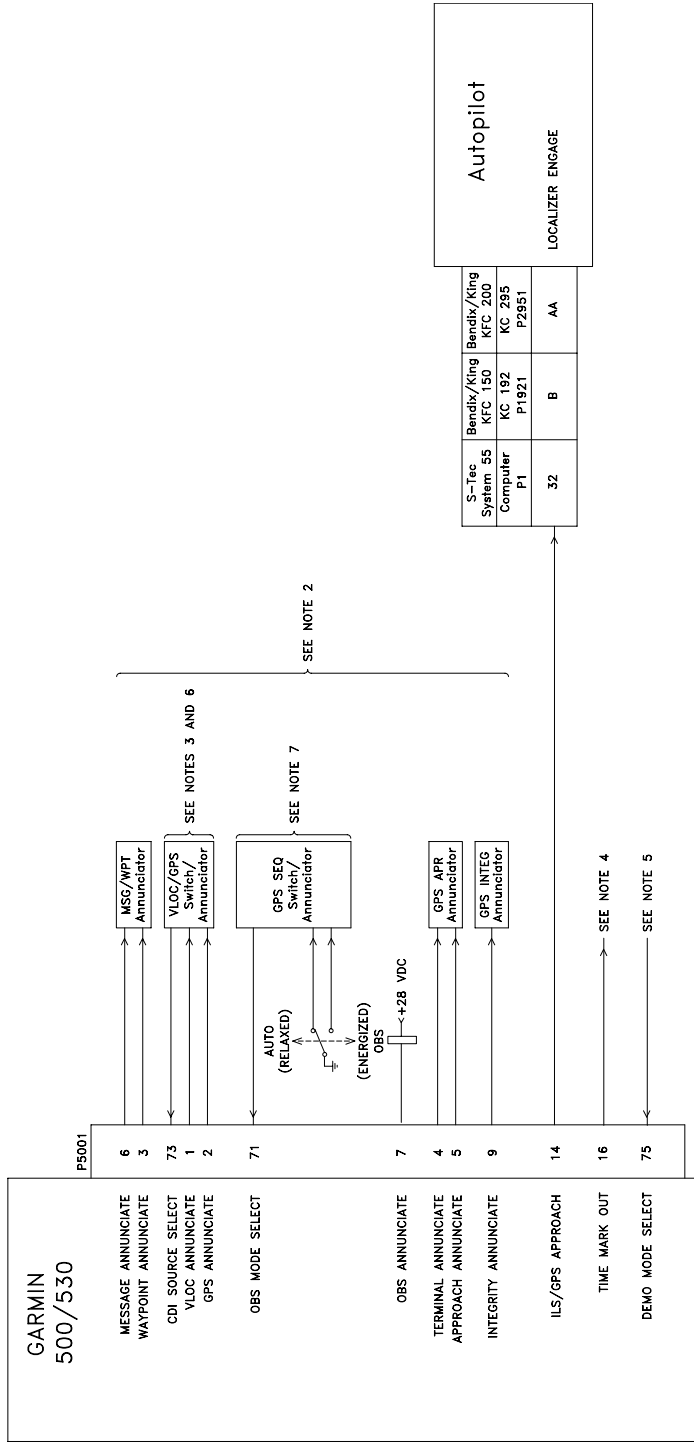 GARMIN
500/530
P5001
MESSAGE ANNUNCIATE 6
WAYPOINT ANNUNCIATE 3
CDI SOURCE SELECT 73
VLOC ANNUNCIATE 1
GPS ANNUNCIATE 2
OBS MODE SELECT 71
OBS ANNUNCIATE 7
TERMINAL ANNUNCIATE 4
APPROACH ANNUNCIATE 5
INTEGRITY ANNUNCIATE 9
ILS/GPS APPROACH 14
TIME MARK OUT 16
DEMO MODE SELECT 75
MSG/WPT
Annunciator
VLOC/GPS
Switch/
Annunciator
SEE NOTES 3 AND 6
GPS SEQ
Switch/
Annunciator
SEE NOTE 7
AUTO
(RELAXED)
(ENERGIZED)
OBS
+28 VDC
GPS APR
Annunciator
GPS INTEG
Annunciator
SEE NOTE 2
SEE NOTE 4
SEE NOTE 5
S-Tec
System 55
Computer
P1
32
Bendix/King
KFC 150
KC 192
P1921
B
Bendix/King
KFC 200
KC 295
P2951
AA
Autopilot
LOCALIZER ENGAGE